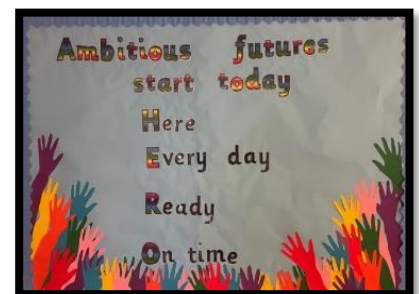 Ambitious futures
start today
Here
Every day
Ready
On time